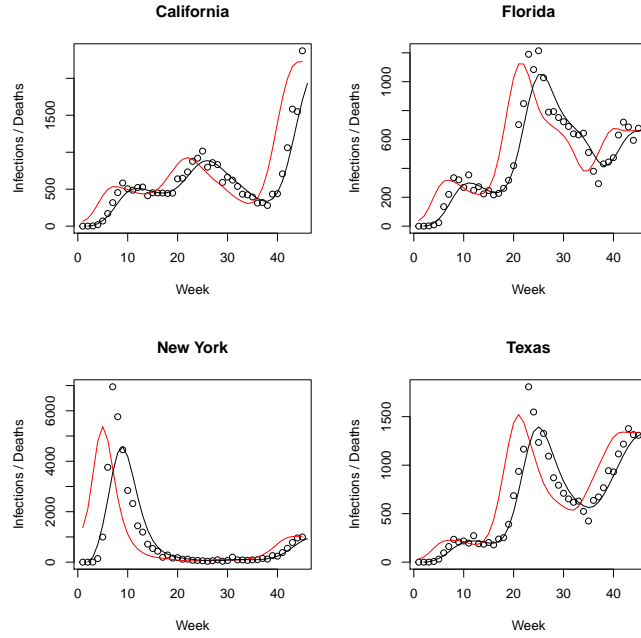 California
Infections / Deaths
0 500 1500
0 10 20 30 40
Week
Florida
Infections / Deaths
0 200 600 1000
0 10 20 30 40
Week
New York
Infections / Deaths
0 2000 4000 6000
0 10 20 30 40
Week
Texas
Infections / Deaths
0 500 1000 1500
0 10 20 30 40
Week